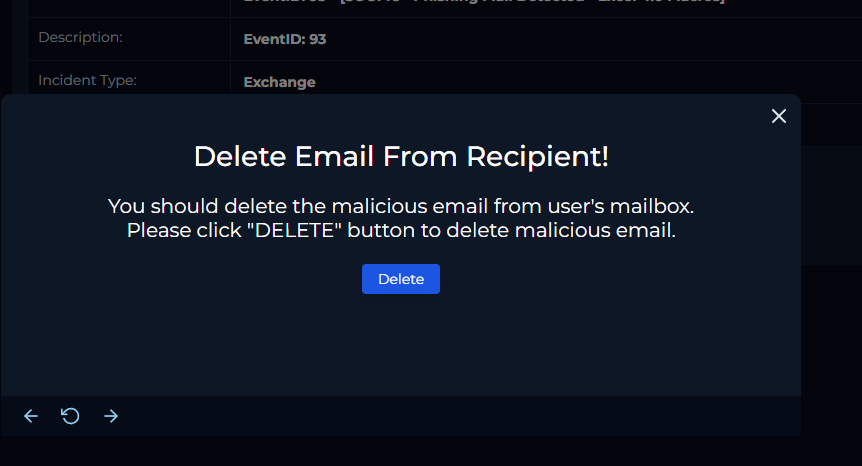 Description:
EventID: 93
Incident Type:
Exchange
Delete Email From Recipient!
You should delete the malicious email from user's mailbox.
Please click "DELETE" button to delete malicious email.
Delete